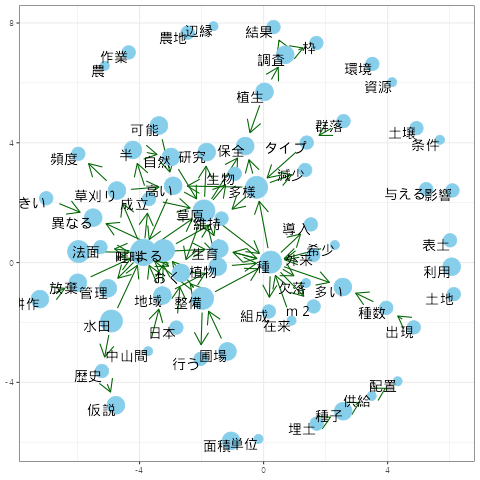 8
辺縁
農地
結果
枠
作業
調査
農
環境
資源
植生
群落
可能
土壌
条件
4
半
研究
保全
タイプ
頻度
自然
生物
減少
高い
草刈り
多様
与える
影響
きい
成立
草原
異なる
維持
導入
表土
法面
まる
生育
希少
0
種
外来
おく
植物
利用
放棄
管理
欠落
多い
土地
耕作
地域
整備
組成
m2
種数
在来
水田
日本
出現
中山間
行う
圃場
歴史
-4
配置
仮説
供給
種子
埋土
面積
単位
-4
0
4